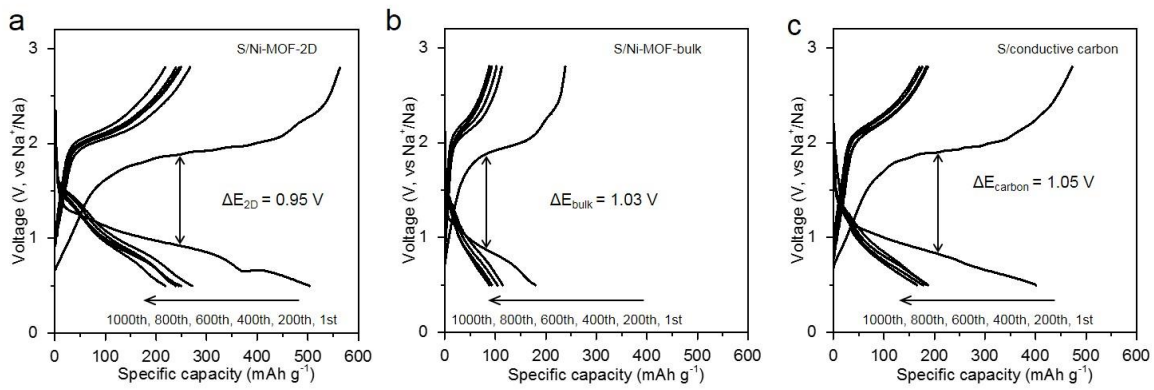 a
S/Ni-MOF-2D
Voltage (V, vs Na⁺/Na)
3
2
1
0
ΔE2D = 0.95 V
1000th, 800th, 600th, 400th, 200th, 1st
0 100 200 300 400 500 600
Specific capacity (mAh g⁻¹)
b
S/Ni-MOF-bulk
Voltage (V, vs Na⁺/Na)
3
2
1
0
ΔEbulk = 1.03 V
1000th, 800th, 600th, 400th, 200th, 1st
0 100 200 300 400 500 600
Specific capacity (mAh g⁻¹)
c
S/conductive carbon
Voltage (V, vs Na⁺/Na)
3
2
1
0
ΔEcarbon = 1.05 V
1000th, 800th, 600th, 400th, 200th, 1st
0 100 200 300 400 500 600
Specific capacity (mAh g⁻¹)